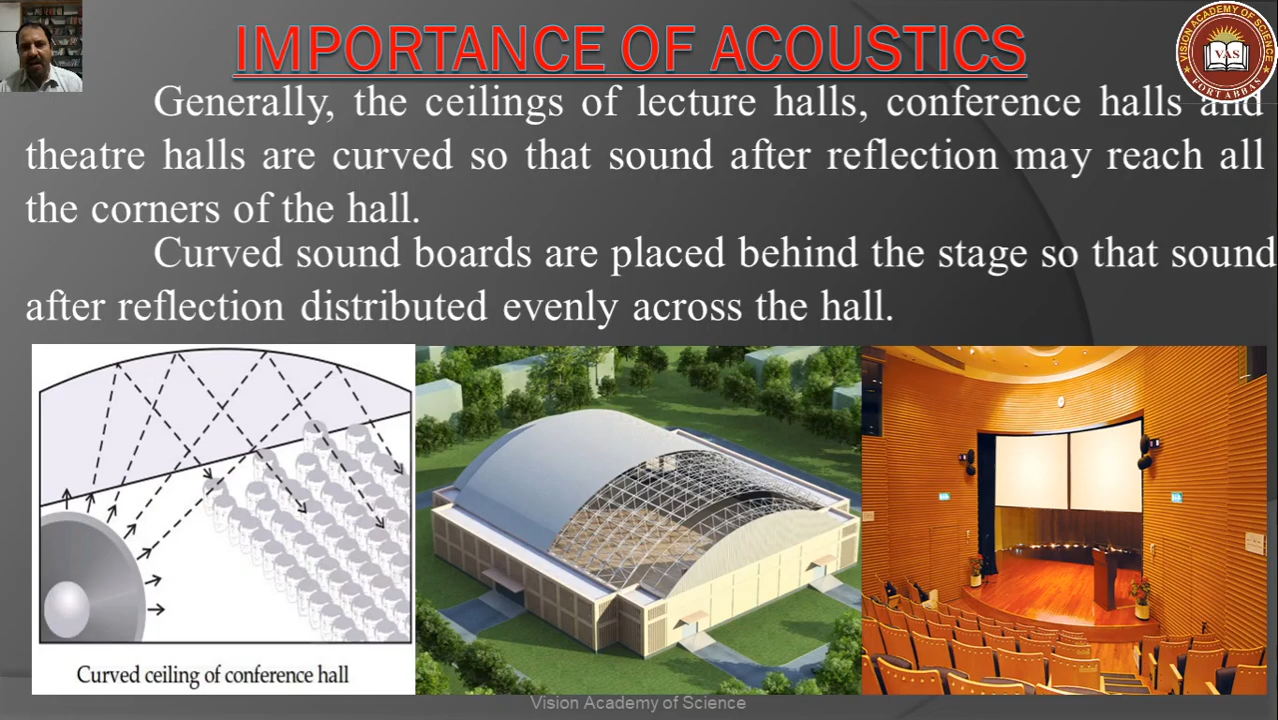 IMPORTANCE OF ACOUSTICS
VISION ACADEMY OF SCIENCE
VAS
FORT ABBAS
Generally, the ceilings of lecture halls, conference halls and
theatre halls are curved so that sound after reflection may reach all
the corners of the hall.
Curved sound boards are placed behind the stage so that sound
after reflection distributed evenly across the hall.
Curved ceiling of conference hall
Vision Academy of Science